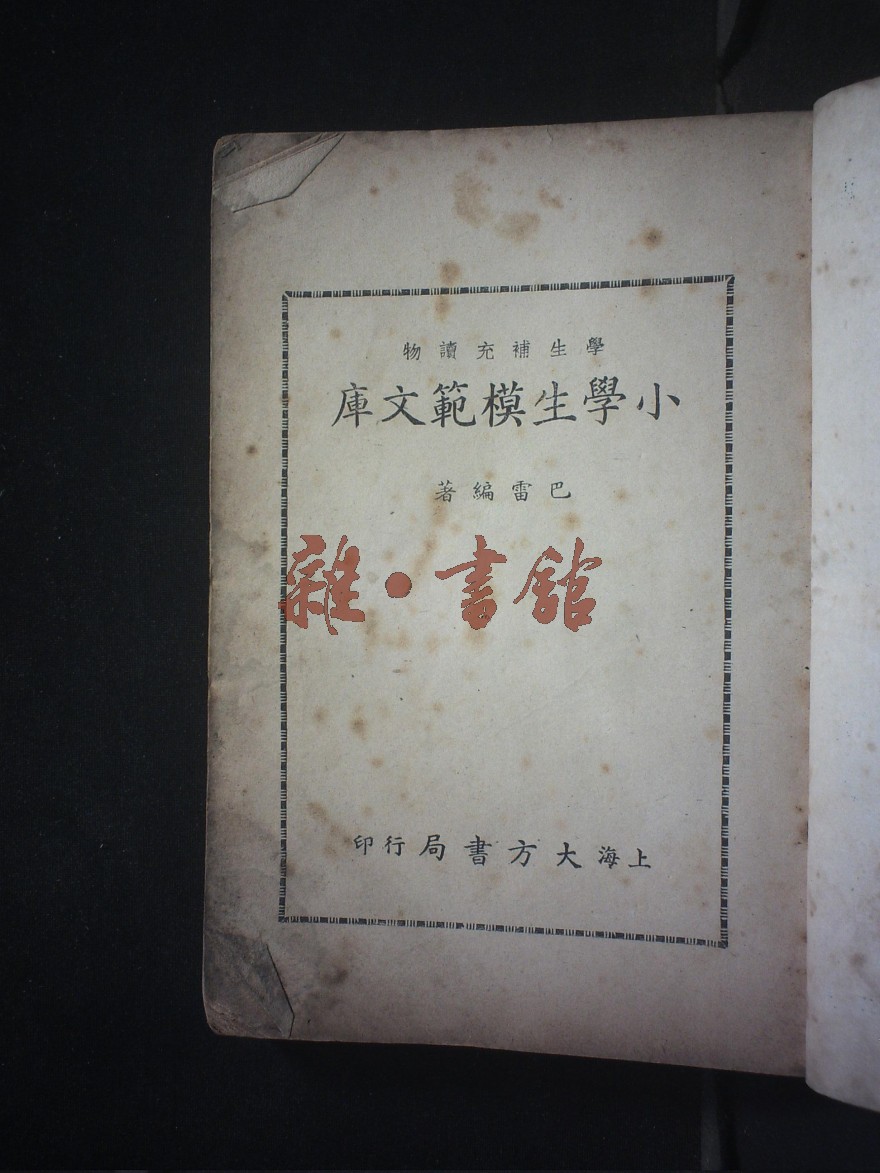 學生補充讀物
小學生模範文庫
巴雷編著
雜·書館
上海大方書局印行